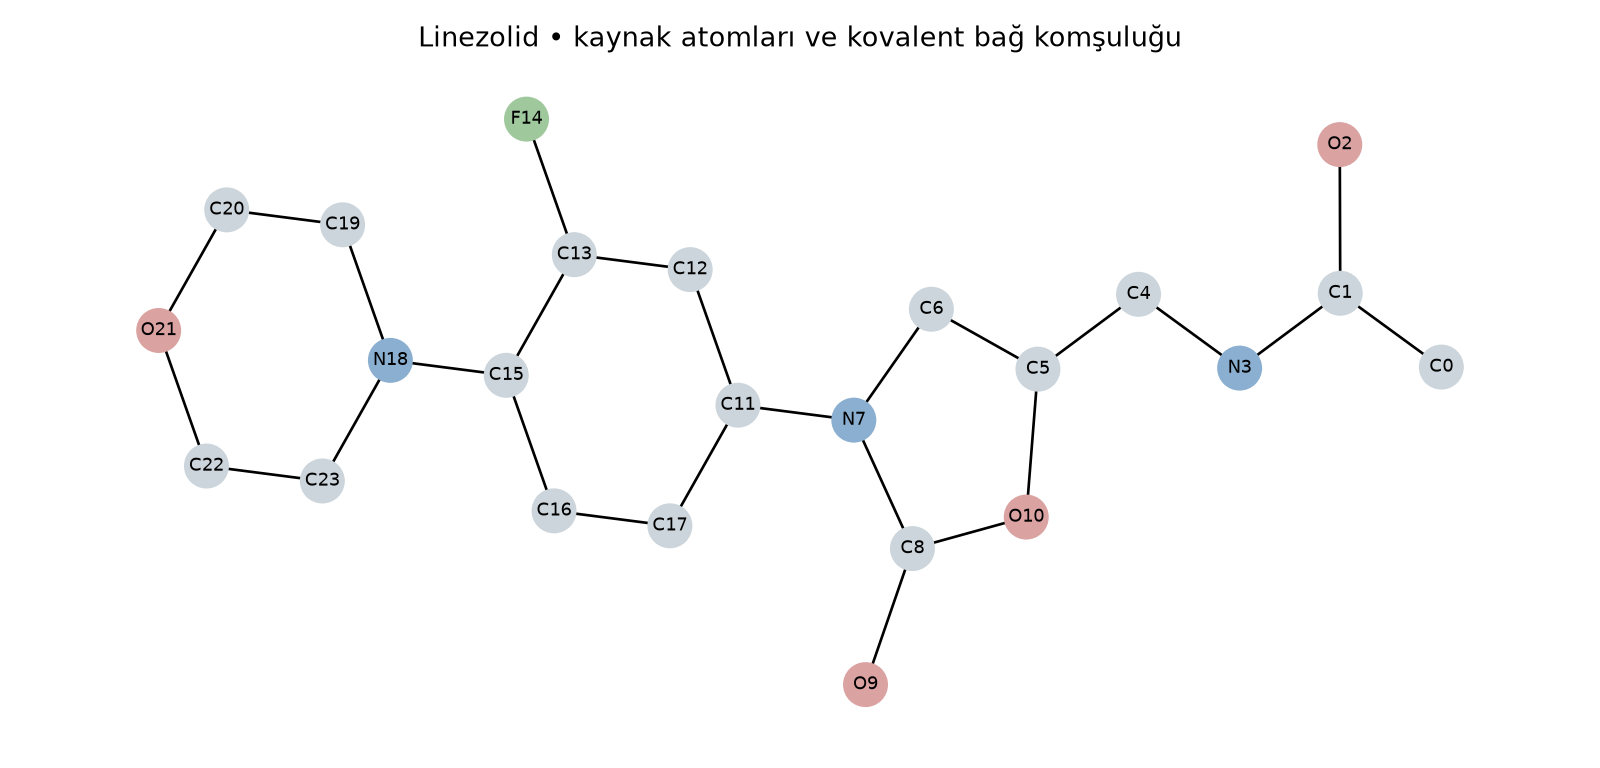 Linezolid • kaynak atomları ve kovalent bağ komşuluğu
F14
O2
C20
C19
C13
C12
C6
C4
C1
O21
N18
C15
C5
N3
C0
C11
N7
C22
C23
C16
C17
O10
C8
O9